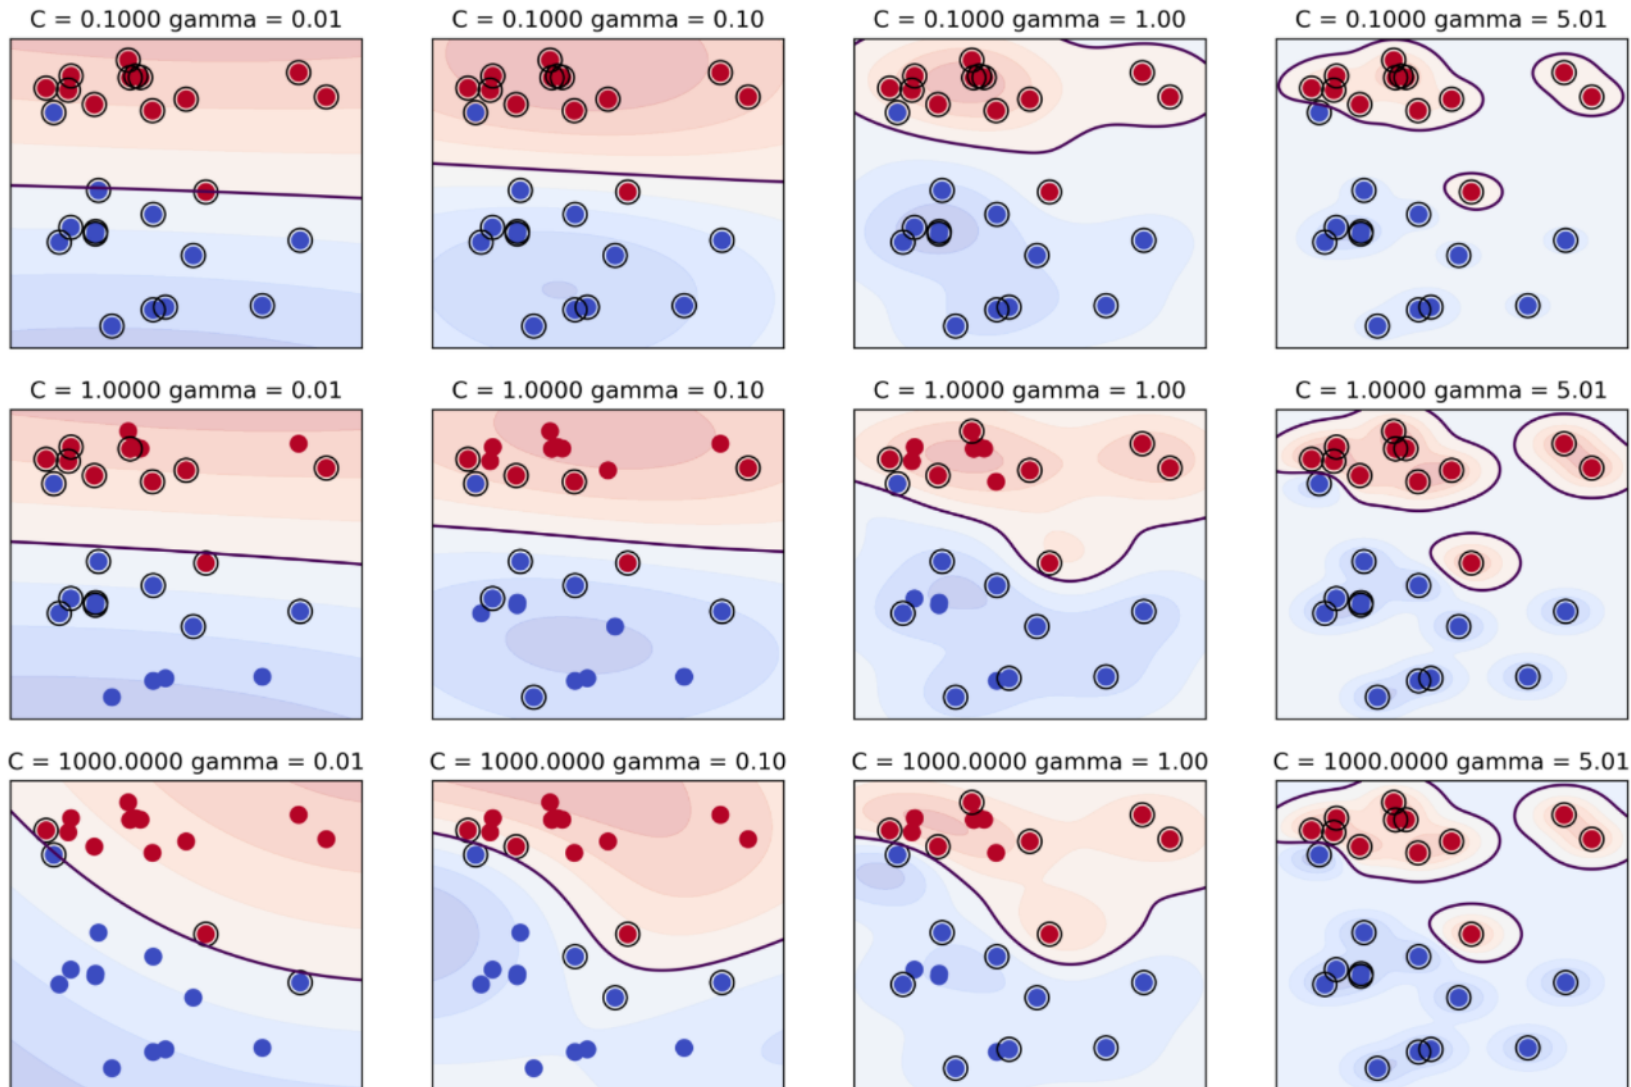 C = 0.1000 gamma = 0.01
C = 0.1000 gamma = 0.10
C = 0.1000 gamma = 1.00
C = 0.1000 gamma = 5.01
C = 1.0000 gamma = 0.01
C = 1.0000 gamma = 0.10
C = 1.0000 gamma = 1.00
C = 1.0000 gamma = 5.01
C = 1000.0000 gamma = 0.01
C = 1000.0000 gamma = 0.10
C = 1000.0000 gamma = 1.00
C = 1000.0000 gamma = 5.01